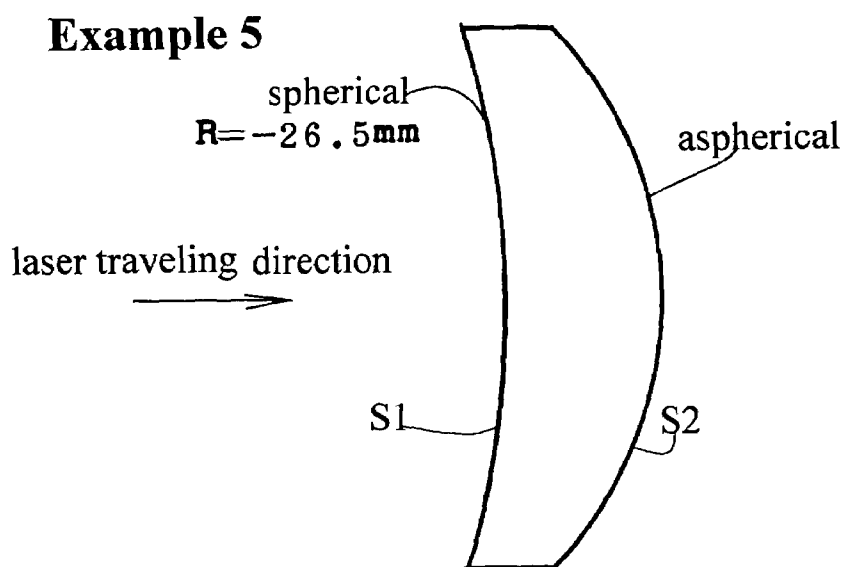 Example 5
spherical
R=-26.5mm
aspherical
laser traveling direction
S1
S2